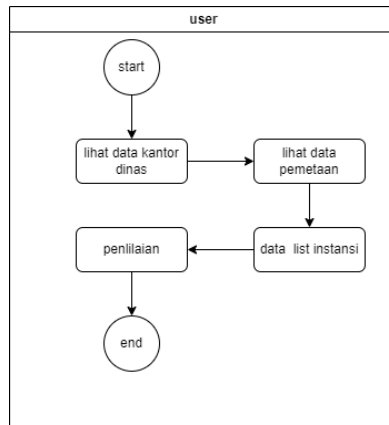 user
start
lihat data kantor
dinas
lihat data
pemetaan
data list instansi
penlilaian
end